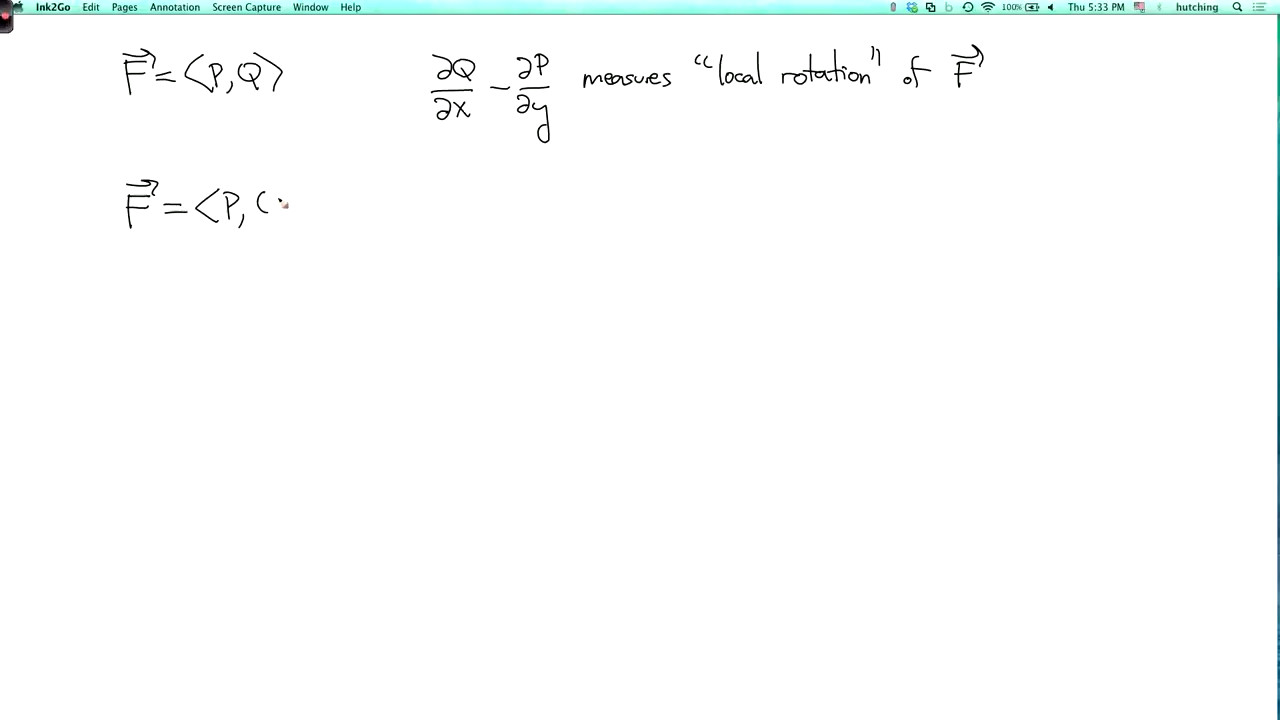 Ink2Go Edit Pages Annotation Screen Capture Window Help 100% Thu 5:33 PM hutching
F⃗ = ⟨P, Q⟩ ∂Q/∂x − ∂P/∂y measures “local rotation” of F⃗
F⃗ = ⟨P, (